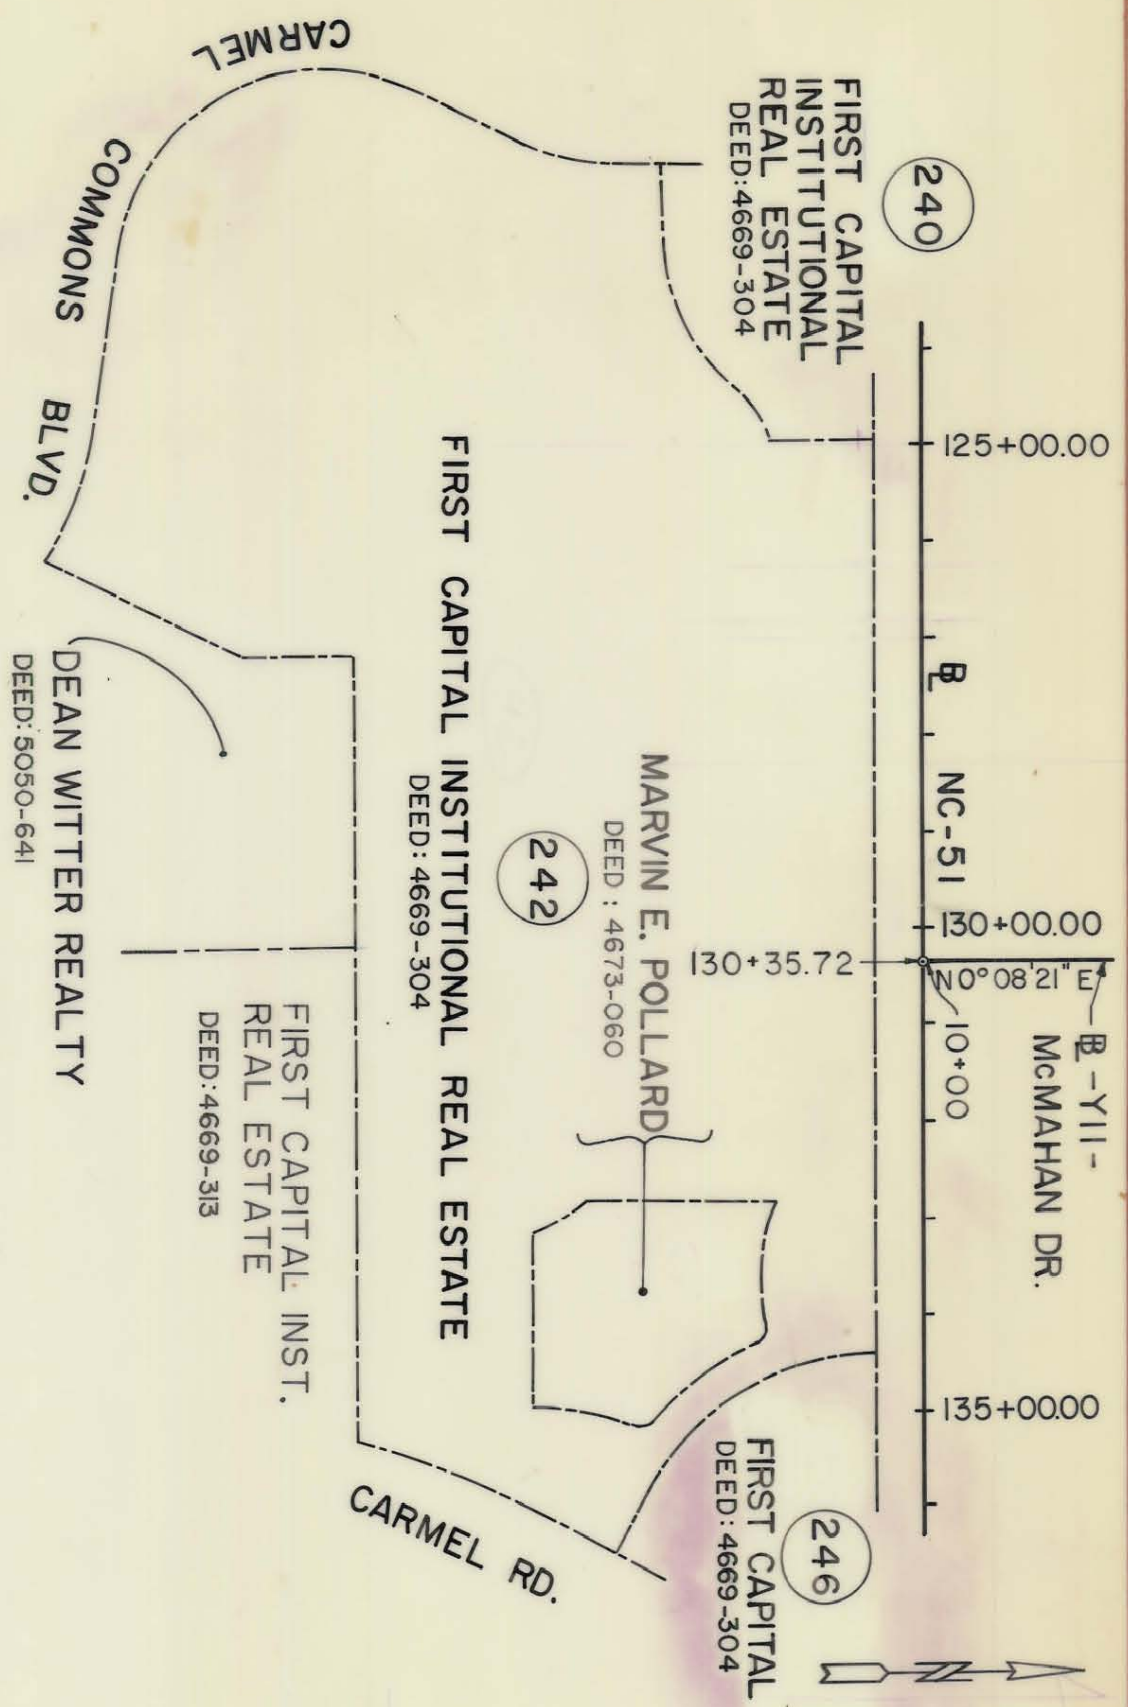 240
FIRST CAPITAL
INSTITUTIONAL
REAL ESTATE
DEED:4669-304
125+00.00
BL NC-51
130+00.00
130+35.72
N 0° 08' 21" E
10+00
BL -Y11-
McMAHAN DR.
135+00.00
246
FIRST CAPITAL
DEED:4669-304
MARVIN E. POLLARD
DEED: 4673-060
242
FIRST CAPITAL INSTITUTIONAL REAL ESTATE
DEED:4669-304
CARMEL
COMMONS BLVD.
CARMEL RD.
FIRST CAPITAL INST.
REAL ESTATE
DEED:4669-313
DEAN WITTER REALTY
DEED:5050-641
N